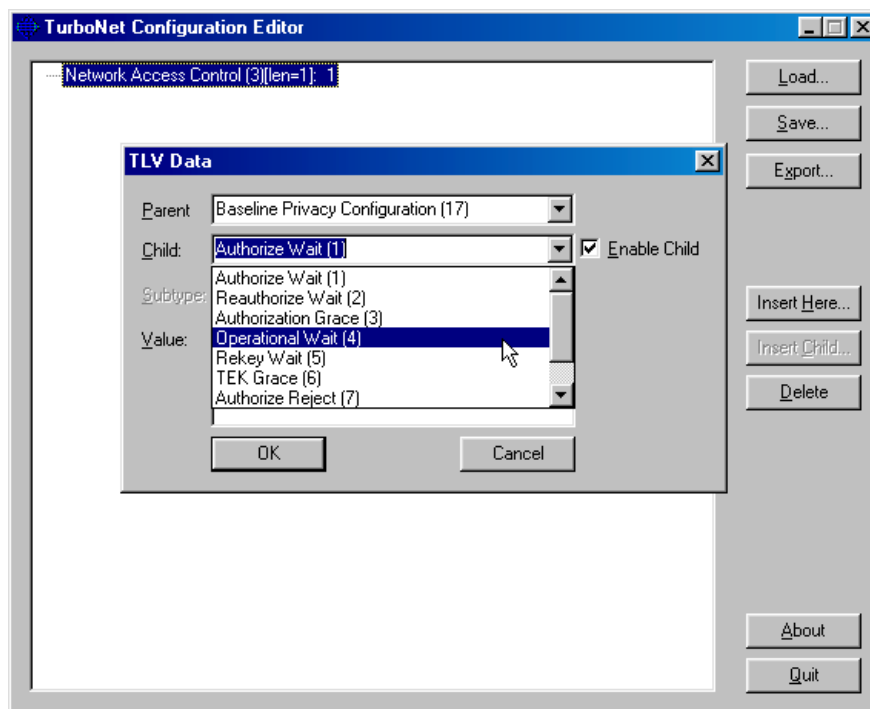 TurboNet Configuration Editor
Network Access Control (3)[len=1]: 1
Load...
Save...
Export...
TLV Data
Parent
Baseline Privacy Configuration (17)
Child:
Authorize Wait (1)
Enable Child
Subtype:
Authorize Wait (1)
Reauthorize Wait (2)
Authorization Grace (3)
Operational Wait (4)
Rekey Wait (5)
TEK Grace (6)
Authorize Reject (7)
Value:
OK
Cancel
Insert Here...
Insert Child...
Delete
About
Quit